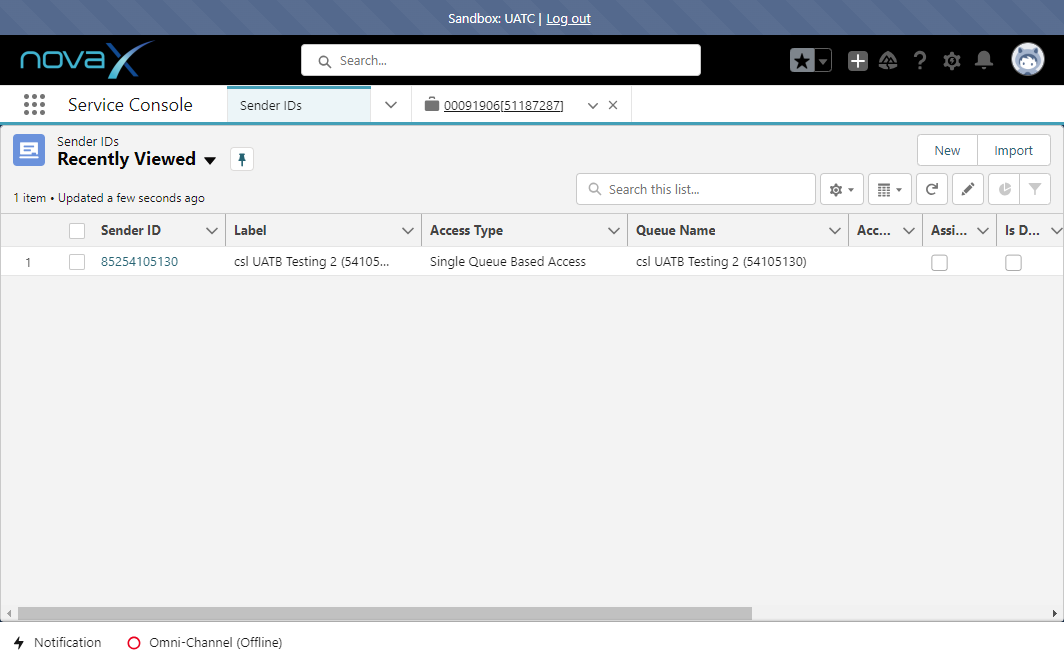 Sandbox: UATC | Log out
novaX
Search...
Service Console
Sender IDs
00091906[51187287]
Sender IDs
Recently Viewed
New
Import
1 item • Updated a few seconds ago
Search this list...
Sender ID
Label
Access Type
Queue Name
Acc...
Assi...
Is D...
1
85254105130
csl UATB Testing 2 (54105...
Single Queue Based Access
csl UATB Testing 2 (54105130)
Notification
Omni-Channel (Offline)